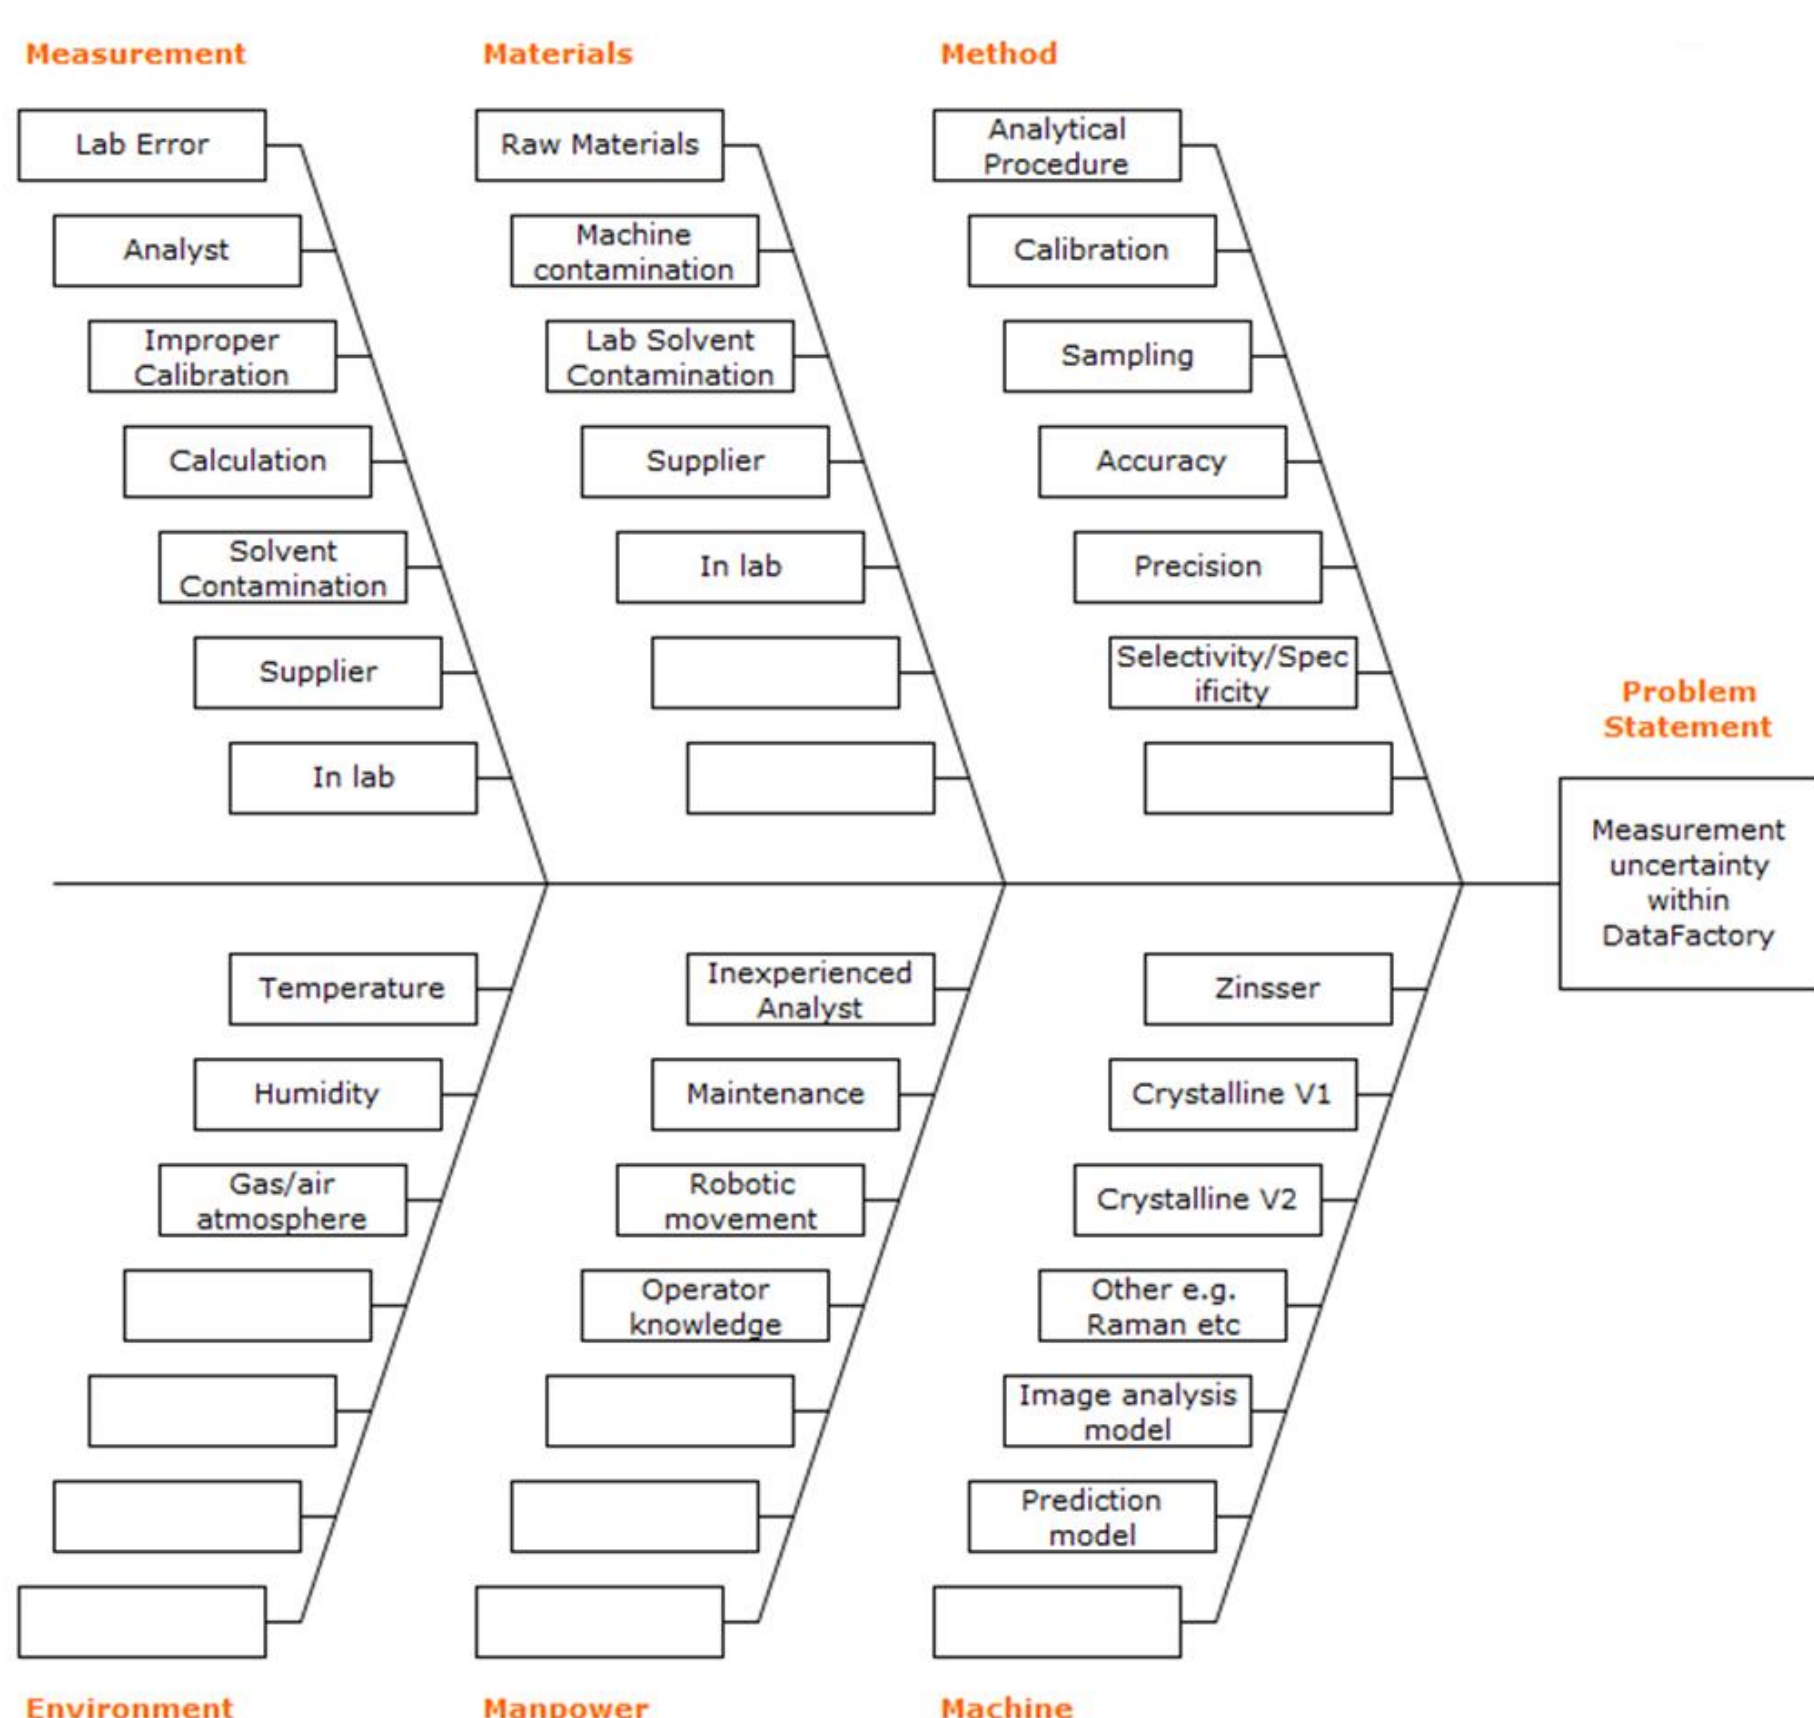 Measurement
Materials
Method
Lab Error
Analyst
Improper
Calibration
Calculation
Solvent
Contamination
Supplier
In lab
Raw Materials
Machine
contamination
Lab Solvent
Contamination
Supplier
In lab
Analytical
Procedure
Calibration
Sampling
Accuracy
Precision
Selectivity/Spec
ificity
Problem
Statement
Measurement
uncertainty
within
DataFactory
Temperature
Humidity
Gas/air
atmosphere
Inexperienced
Analyst
Maintenance
Robotic
movement
Operator
knowledge
Zinsser
Crystalline V1
Crystalline V2
Other e.g.
Raman etc
Image analysis
model
Prediction
model
Environment
Manpower
Machine